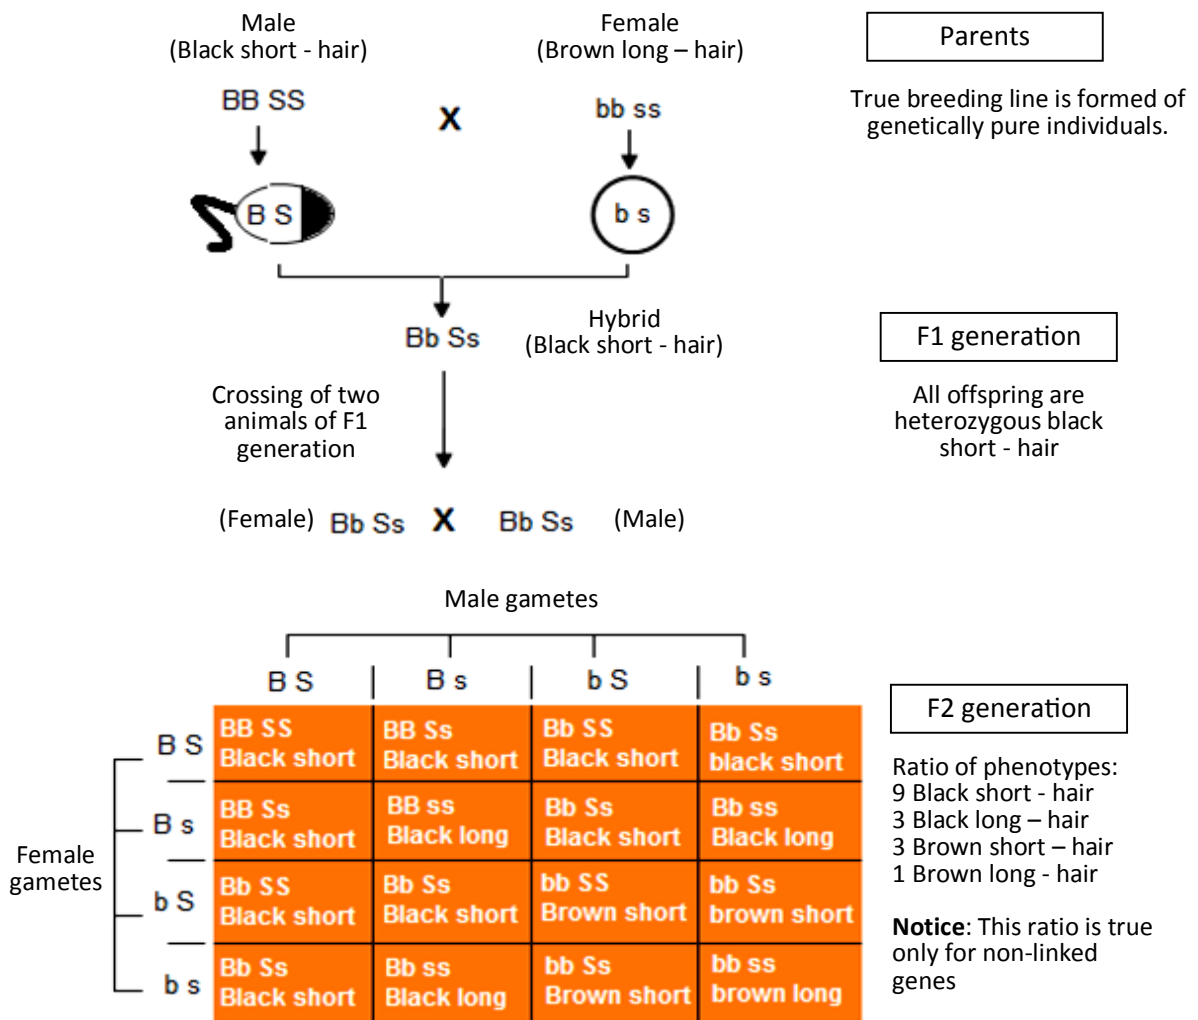 Male
(Black short - hair)
Female
(Brown long – hair)
Parents
BB SS
X
bb ss
True breeding line is formed of
genetically pure individuals.
B S
b s
Bb Ss
Hybrid
(Black short - hair)
F1 generation
Crossing of two
animals of F1
generation
All offspring are
heterozygous black
short - hair
(Female) Bb Ss X Bb Ss (Male)
Male gametes
B S B s b S b s
F2 generation
Female
gametes
B S
BB SS
Black short
BB Ss
Black short
Bb SS
Black short
Bb Ss
black short
B s
BB Ss
Black short
BB ss
Black long
Bb Ss
Black short
Bb ss
Black long
b S
Bb SS
Black short
Bb Ss
Black short
bb SS
Brown short
bb Ss
brown short
b s
Bb Ss
Black short
Bb ss
Black long
bb Ss
Brown short
bb ss
brown long
Ratio of phenotypes:
9 Black short - hair
3 Black long – hair
3 Brown short – hair
1 Brown long - hair
Notice: This ratio is true
only for non-linked
genes